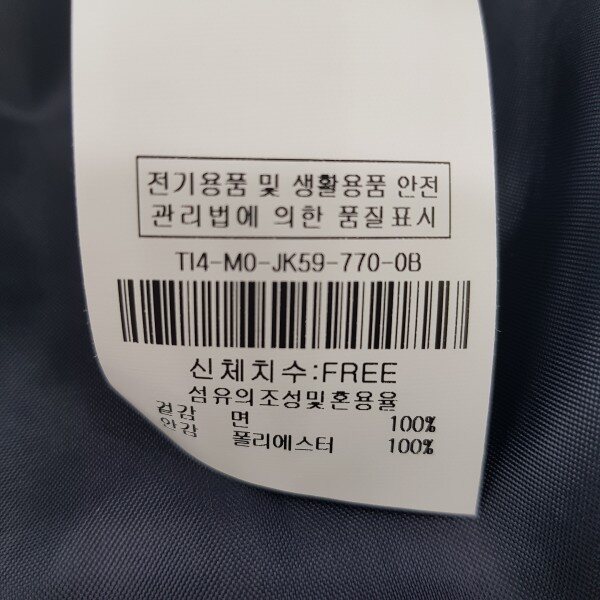 전기용품 및 생활용품 안전
관리법에 의한 품질표시
TI4-M0-JK59-770-0B
신체치수:FREE
섬유의조성및혼용율
겉감 면 100%
안감 폴리에스터 100%